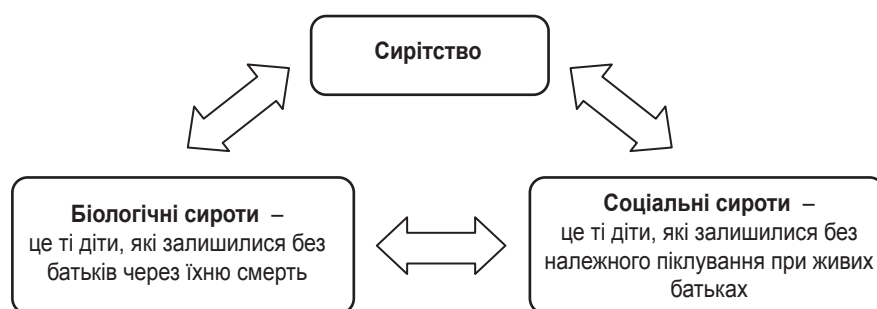 Сирітство
Біологічні сироти –
це ті діти, які залишилися без
батьків через їхню смерть
Соціальні сироти –
це ті діти, які залишилися без
належного піклування при живих
батьках